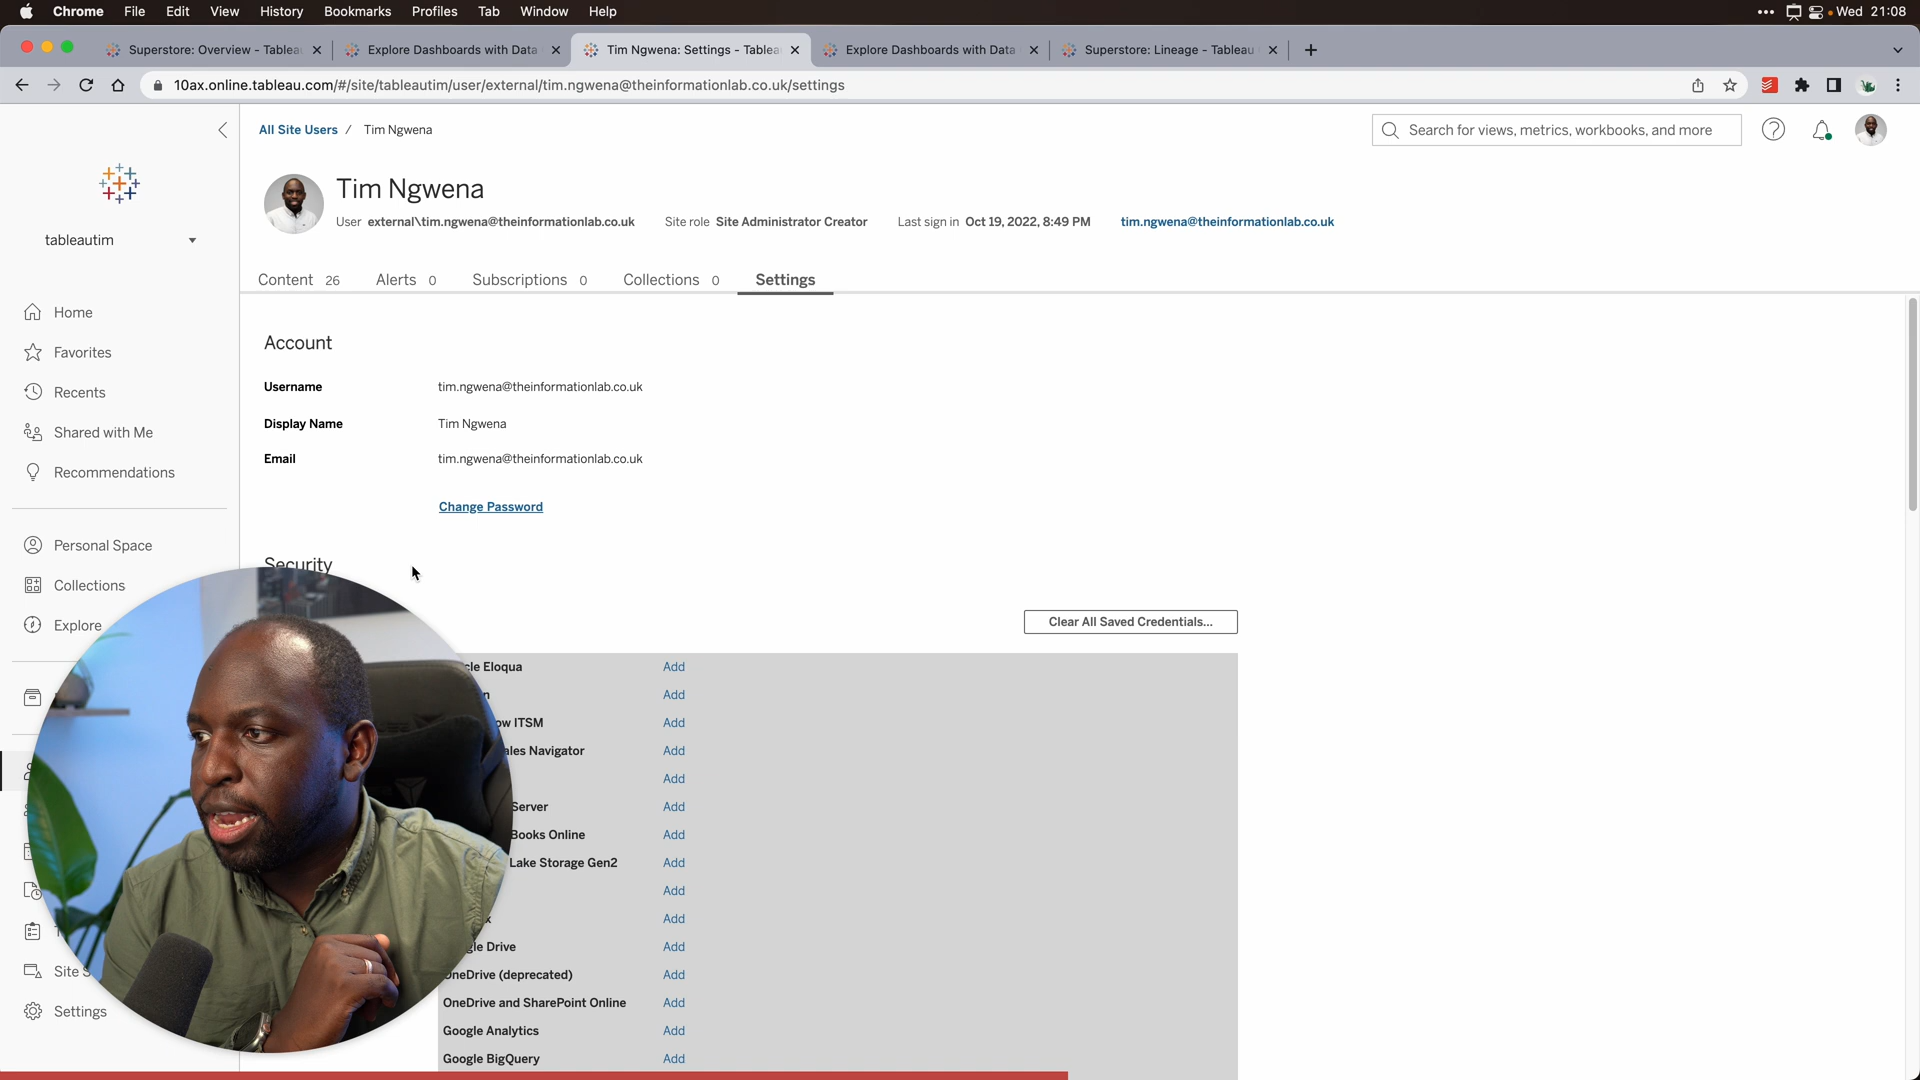 Chrome File Edit View History Bookmarks Profiles Tab Window Help
Wed 21:08
Superstore: Overview - Tablea
Explore Dashboards with Data
Tim Ngwena: Settings - Tablea
Explore Dashboards with Data
Superstore: Lineage - Tableau
10ax.online.tableau.com/#/site/tableautim/user/external/tim.ngwena@theinformationlab.co.uk/settings
All Site Users / Tim Ngwena
Search for views, metrics, workbooks, and more
Tim Ngwena
User external\tim.ngwena@theinformationlab.co.uk Site role Site Administrator Creator Last sign in Oct 19, 2022, 8:49 PM tim.ngwena@theinformationlab.co.uk
Content 26 Alerts 0 Subscriptions 0 Collections 0 Settings
tableautim
Home
Favorites
Recents
Shared with Me
Recommendations
Personal Space
Collections
Explore
Site S
Settings
Account
Username tim.ngwena@theinformationlab.co.uk
Display Name Tim Ngwena
Email tim.ngwena@theinformationlab.co.uk
Change Password
Security
Clear All Saved Credentials...
cle Eloqua Add
n Add
ow ITSM Add
ales Navigator Add
Add
Server Add
Books Online Add
Lake Storage Gen2 Add
Add
x Add
gle Drive Add
OneDrive (deprecated) Add
OneDrive and SharePoint Online Add
Google Analytics Add
Google BigQuery Add